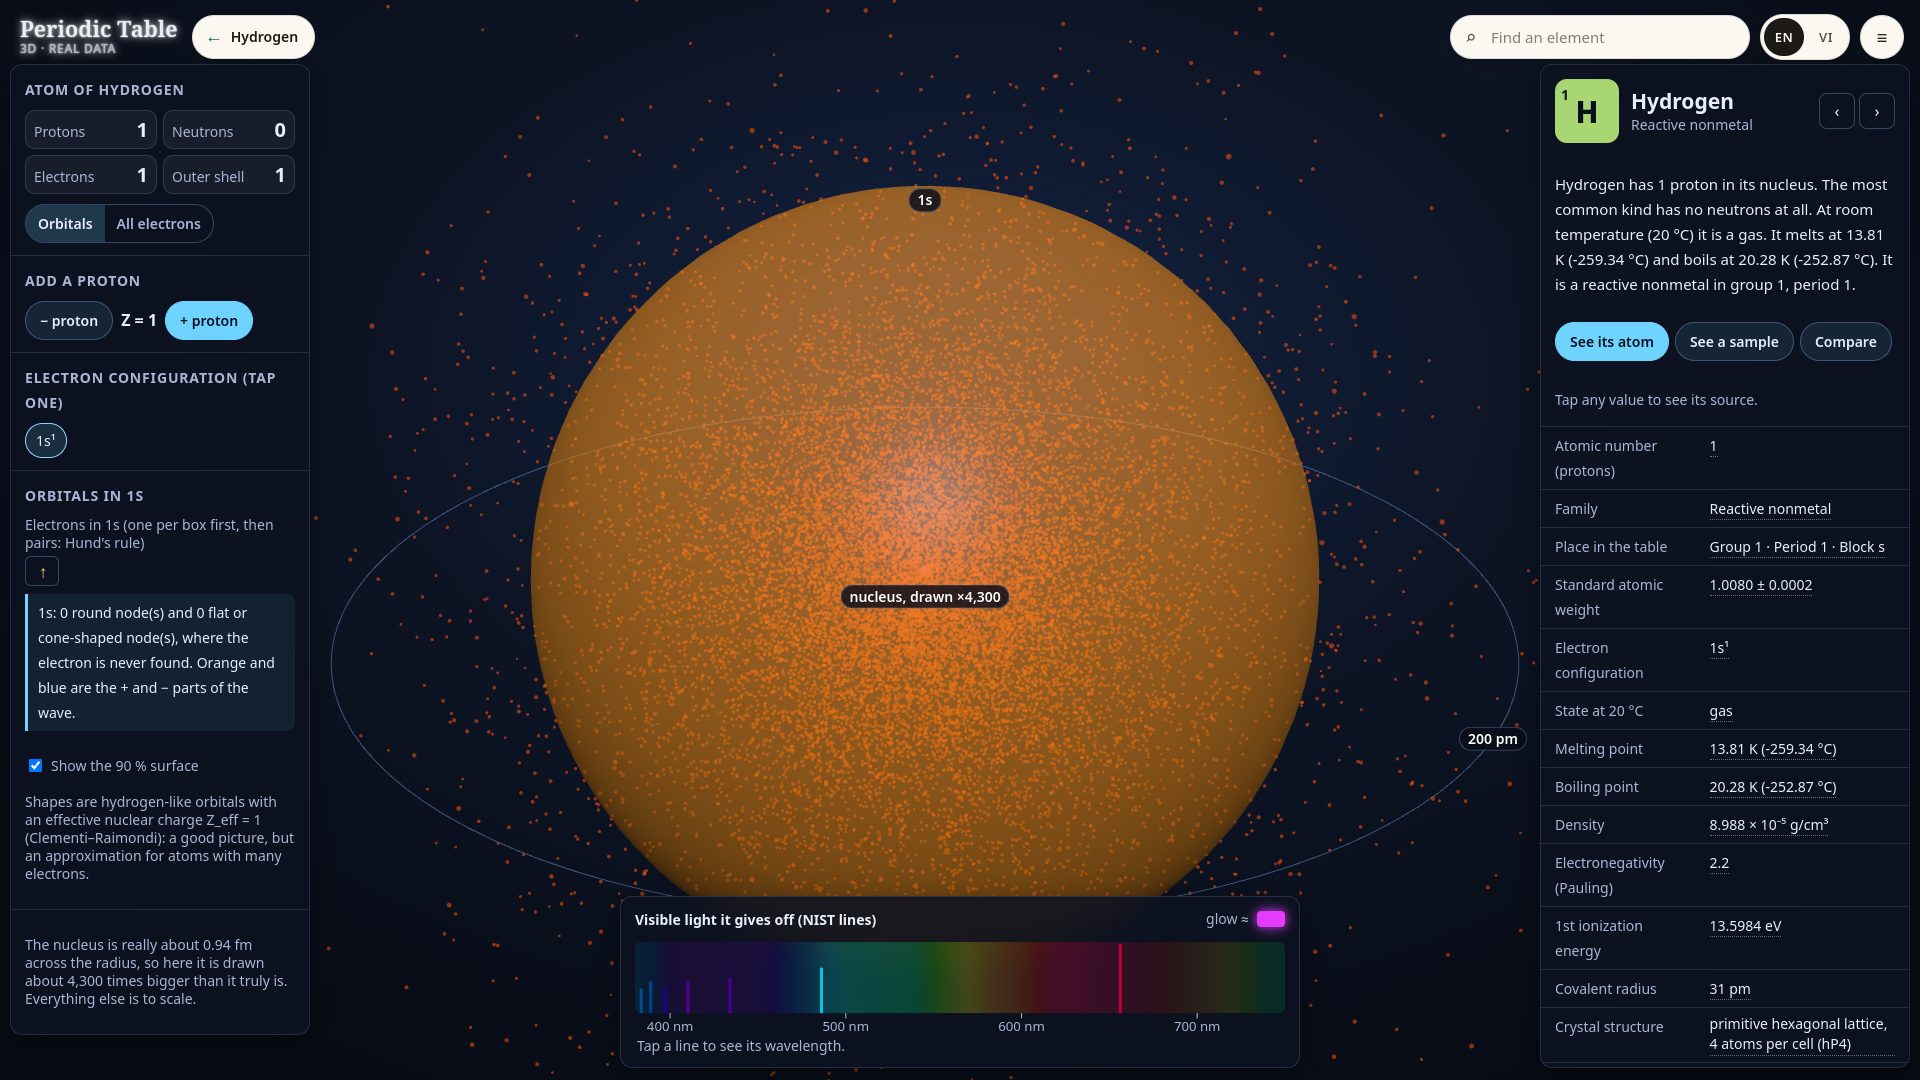 Periodic Table
3D · REAL DATA
← Hydrogen
⌕ Find an element
EN VI
≡
ATOM OF HYDROGEN
Protons 1
Neutrons 0
Electrons 1
Outer shell 1
Orbitals All electrons
ADD A PROTON
− proton Z = 1 + proton
ELECTRON CONFIGURATION (TAP
ONE)
1s¹
ORBITALS IN 1S
Electrons in 1s (one per box first, then
pairs: Hund's rule)
↑
1s: 0 round node(s) and 0 flat or
cone-shaped node(s), where the
electron is never found. Orange and
blue are the + and − parts of the
wave.
Show the 90 % surface
Shapes are hydrogen-like orbitals with
an effective nuclear charge Z_eff = 1
(Clementi–Raimondi): a good picture, but
an approximation for atoms with many
electrons.
The nucleus is really about 0.94 fm
across the radius, so here it is drawn
about 4,300 times bigger than it truly is.
Everything else is to scale.
1s
nucleus, drawn ×4,300
200 pm
Visible light it gives off (NIST lines)
glow ≈
400 nm 500 nm 600 nm 700 nm
Tap a line to see its wavelength.
1
H
Hydrogen
Reactive nonmetal
‹ ›
Hydrogen has 1 proton in its nucleus. The most
common kind has no neutrons at all. At room
temperature (20 °C) it is a gas. It melts at 13.81
K (-259.34 °C) and boils at 20.28 K (-252.87 °C). It
is a reactive nonmetal in group 1, period 1.
See its atom See a sample Compare
Tap any value to see its source.
Atomic number
(protons)
1
Family Reactive nonmetal
Place in the table Group 1 · Period 1 · Block s
Standard atomic
weight
1.0080 ± 0.0002
Electron
configuration
1s¹
State at 20 °C gas
Melting point 13.81 K (-259.34 °C)
Boiling point 20.28 K (-252.87 °C)
Density 8.988 × 10⁻⁵ g/cm³
Electronegativity
(Pauling)
2.2
1st ionization
energy
13.5984 eV
Covalent radius 31 pm
Crystal structure primitive hexagonal lattice,
4 atoms per cell (hP4)